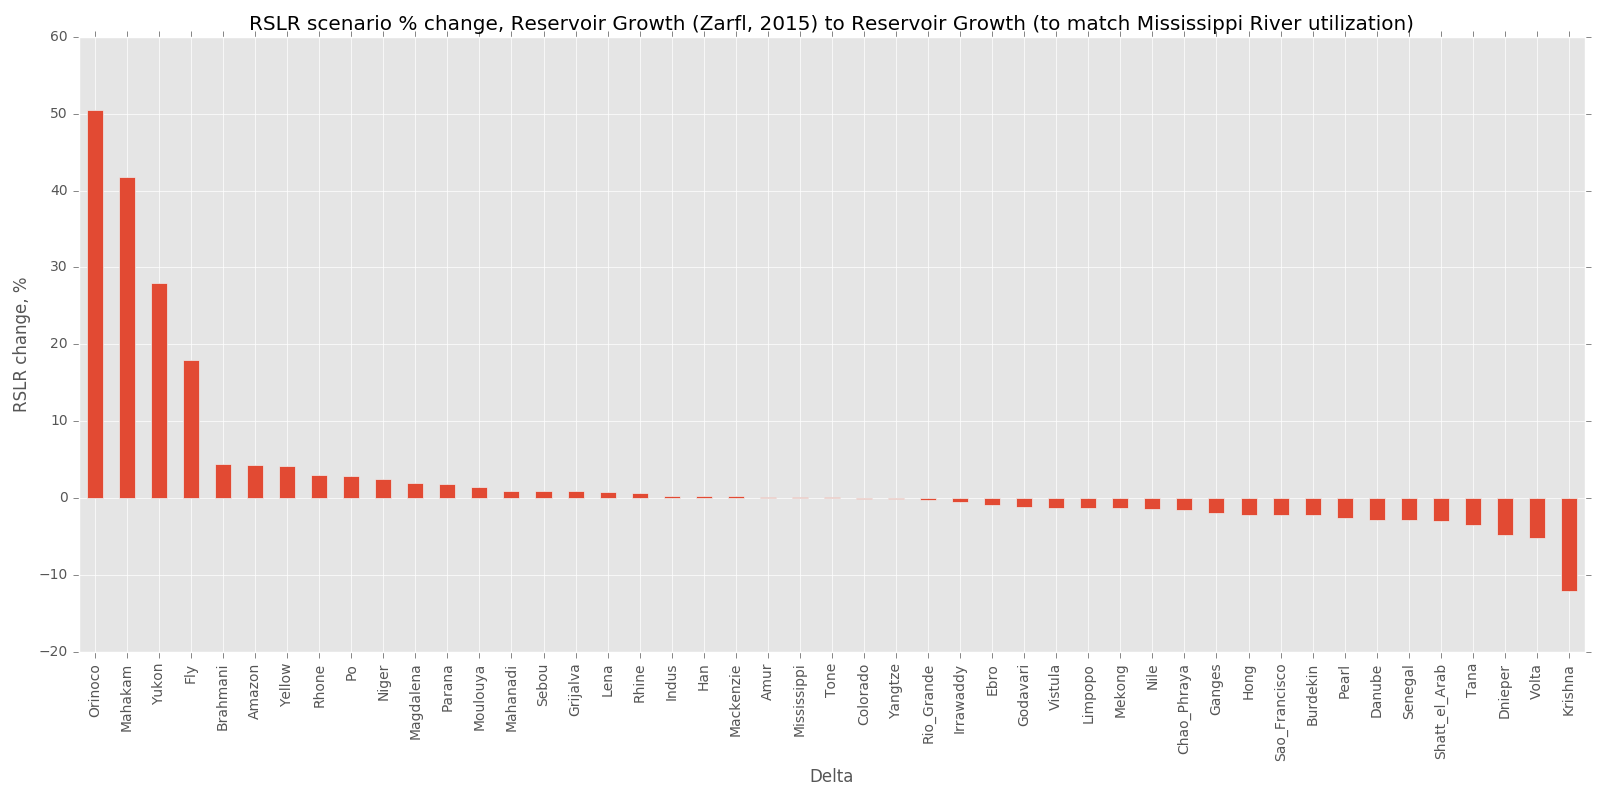 RSLR scenario % change, Reservoir Growth (Zarfl, 2015) to Reservoir Growth (to match Mississippi River utilization)
60
50
40
30
20
10
0
−10
−20
RSLR change, %
Orinoco
Mahakam
Yukon
Fly
Brahmani
Amazon
Yellow
Rhone
Po
Niger
Magdalena
Parana
Moulouya
Mahanadi
Sebou
Grijalva
Lena
Rhine
Indus
Han
Mackenzie
Amur
Mississippi
Tone
Colorado
Yangtze
Rio_Grande
Irrawaddy
Ebro
Godavari
Vistula
Limpopo
Mekong
Nile
Chao_Phraya
Ganges
Hong
Sao_Francisco
Burdekin
Pearl
Danube
Senegal
Shatt_el_Arab
Tana
Dnieper
Volta
Krishna
Delta